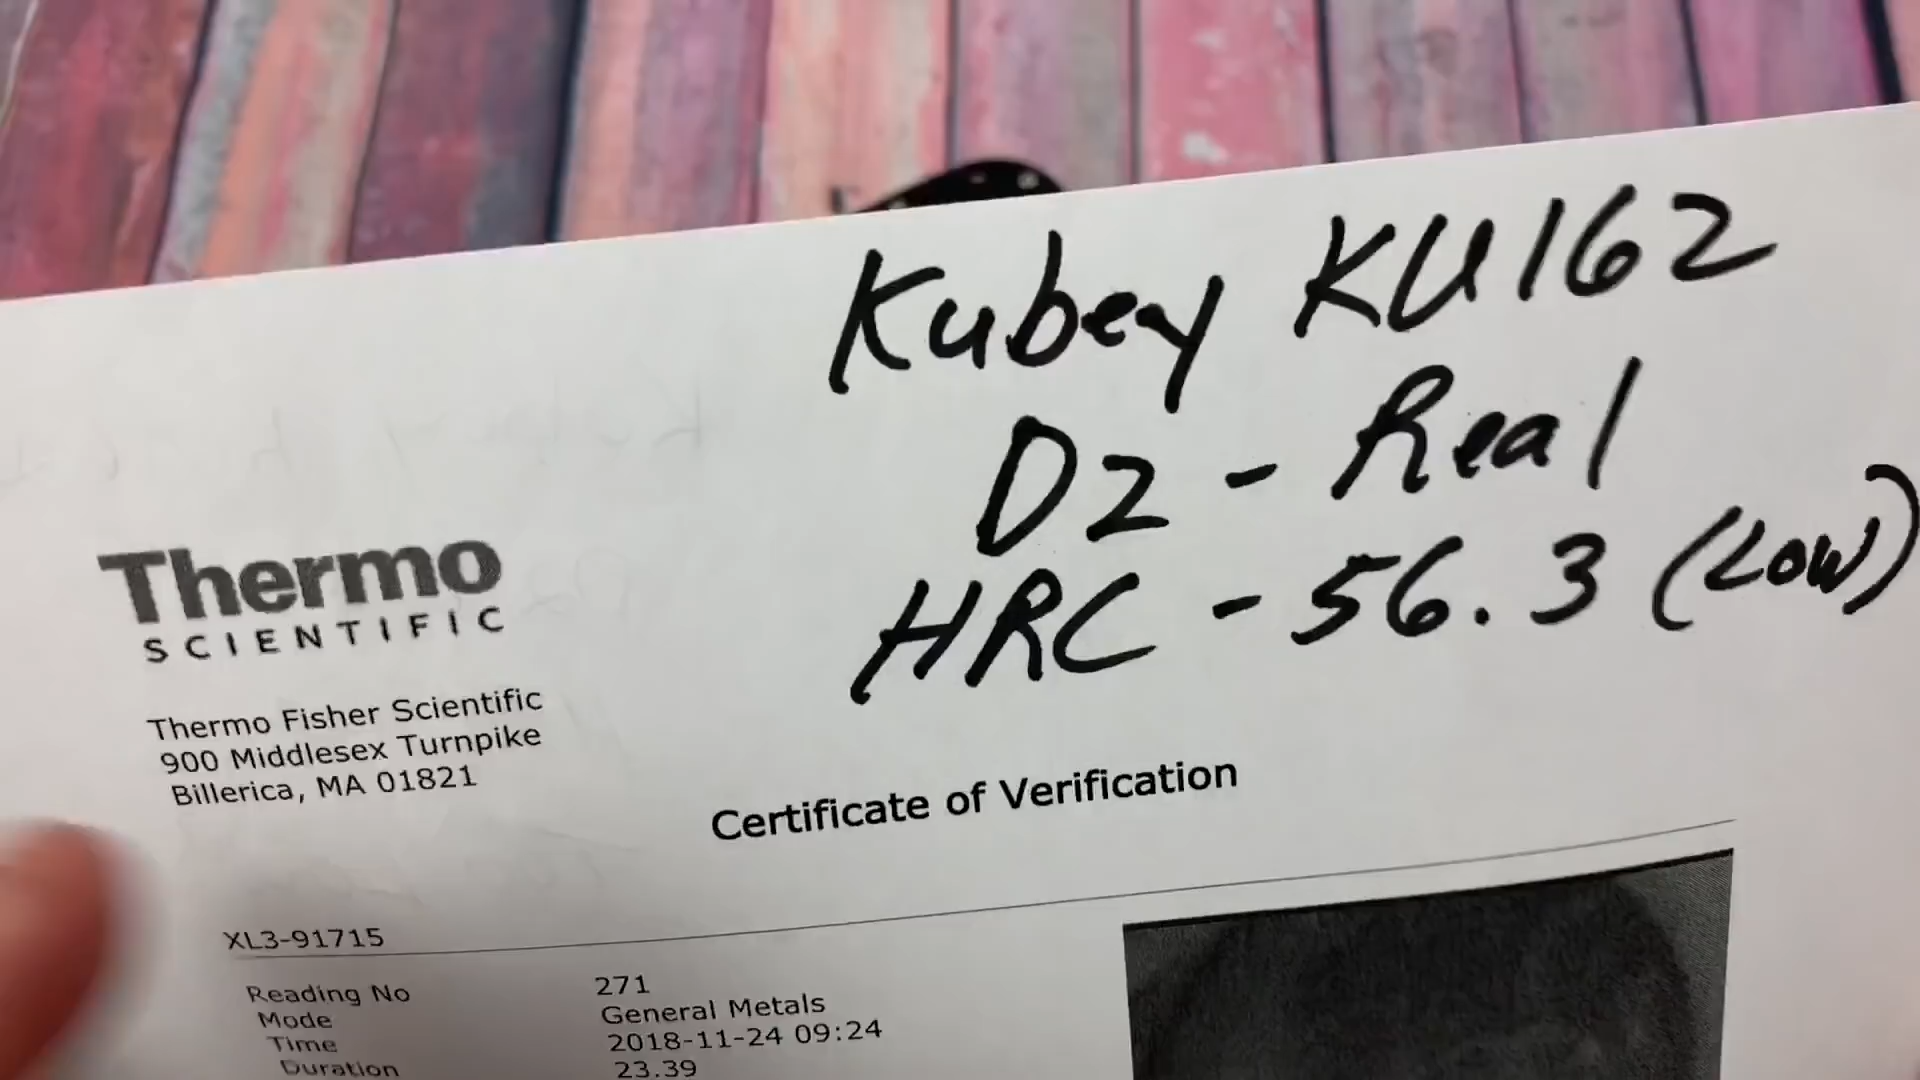 Kubey KU162
D2 - Real
HRC - 56.3 (Low)
Thermo
SCIENTIFIC
Thermo Fisher Scientific
900 Middlesex Turnpike
Billerica, MA 01821
Certificate of Verification
XL3-91715
Reading No 271
Mode General Metals
Time 2018-11-24 09:24
Duration 23.39